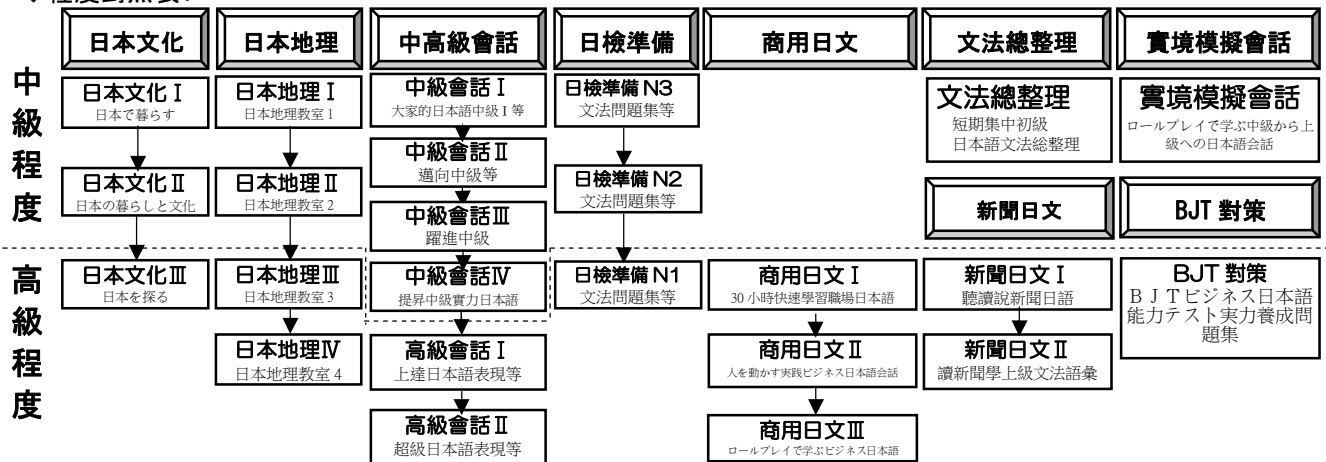 日本文化
日本地理
中高級會話
日檢準備
商用日文
文法總整理
實境模擬會話
中級程度
日本文化Ⅰ
日本で暮らす
日本地理Ⅰ
日本地理教室 1
中級會話Ⅰ
大家的日本語中級Ⅰ等
日檢準備 N3
文法問題集等
文法總整理
短期集中初級
日本語文法総整理
實境模擬會話
ロールプレイで学ぶ中級から上
級への日本語会話
中級會話Ⅱ
邁向中級等
日本文化Ⅱ
日本の暮らしと文化
日本地理Ⅱ
日本地理教室 2
日檢準備 N2
文法問題集等
中級會話Ⅲ
躍進中級
新聞日文
BJT 對策
高級程度
日本文化Ⅲ
日本を探る
日本地理Ⅲ
日本地理教室 3
中級會話Ⅳ
提昇中級實力日本語
日檢準備 N1
文法問題集等
商用日文Ⅰ
30 小時快速學習職場日本語
新聞日文Ⅰ
聽讀說新聞日語
BJT 對策
ＢＪＴビジネス日本語
能力テスト実力養成問
題集
日本地理Ⅳ
日本地理教室 4
高級會話Ⅰ
上達日本語表現等
商用日文Ⅱ
人を動かす実践ビジネス日本語会話
新聞日文Ⅱ
讀新聞學上級文法語彙
高級會話Ⅱ
超級日本語表現等
商用日文Ⅲ
ロールプレイで学ぶビジネス日本語